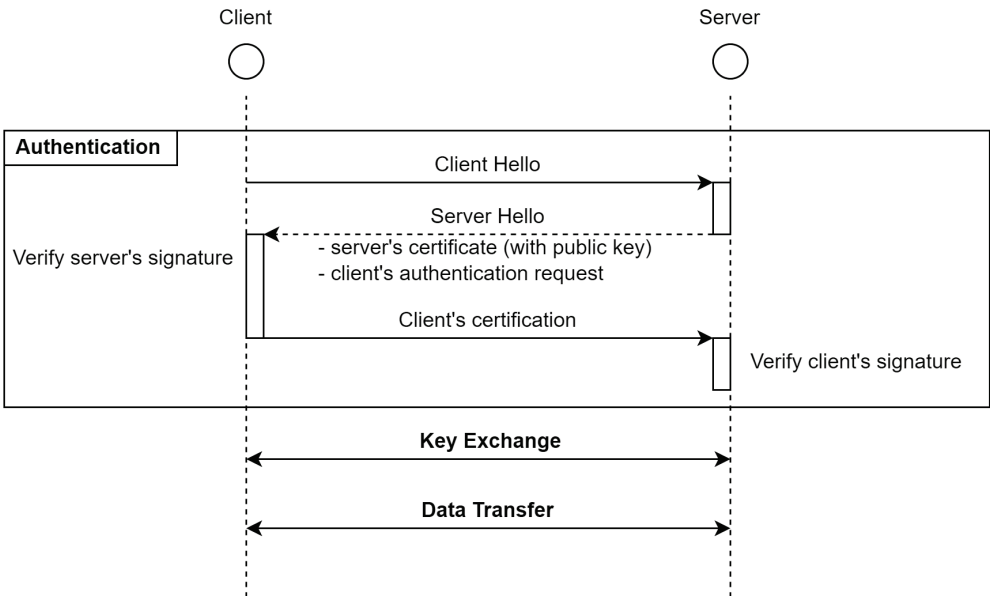 Client
Server
Authentication
Client Hello
Server Hello
- server's certificate (with public key)
Verify server's signature
- client's authentication request
Client's certification
Verify client's signature
Key Exchange
Data Transfer